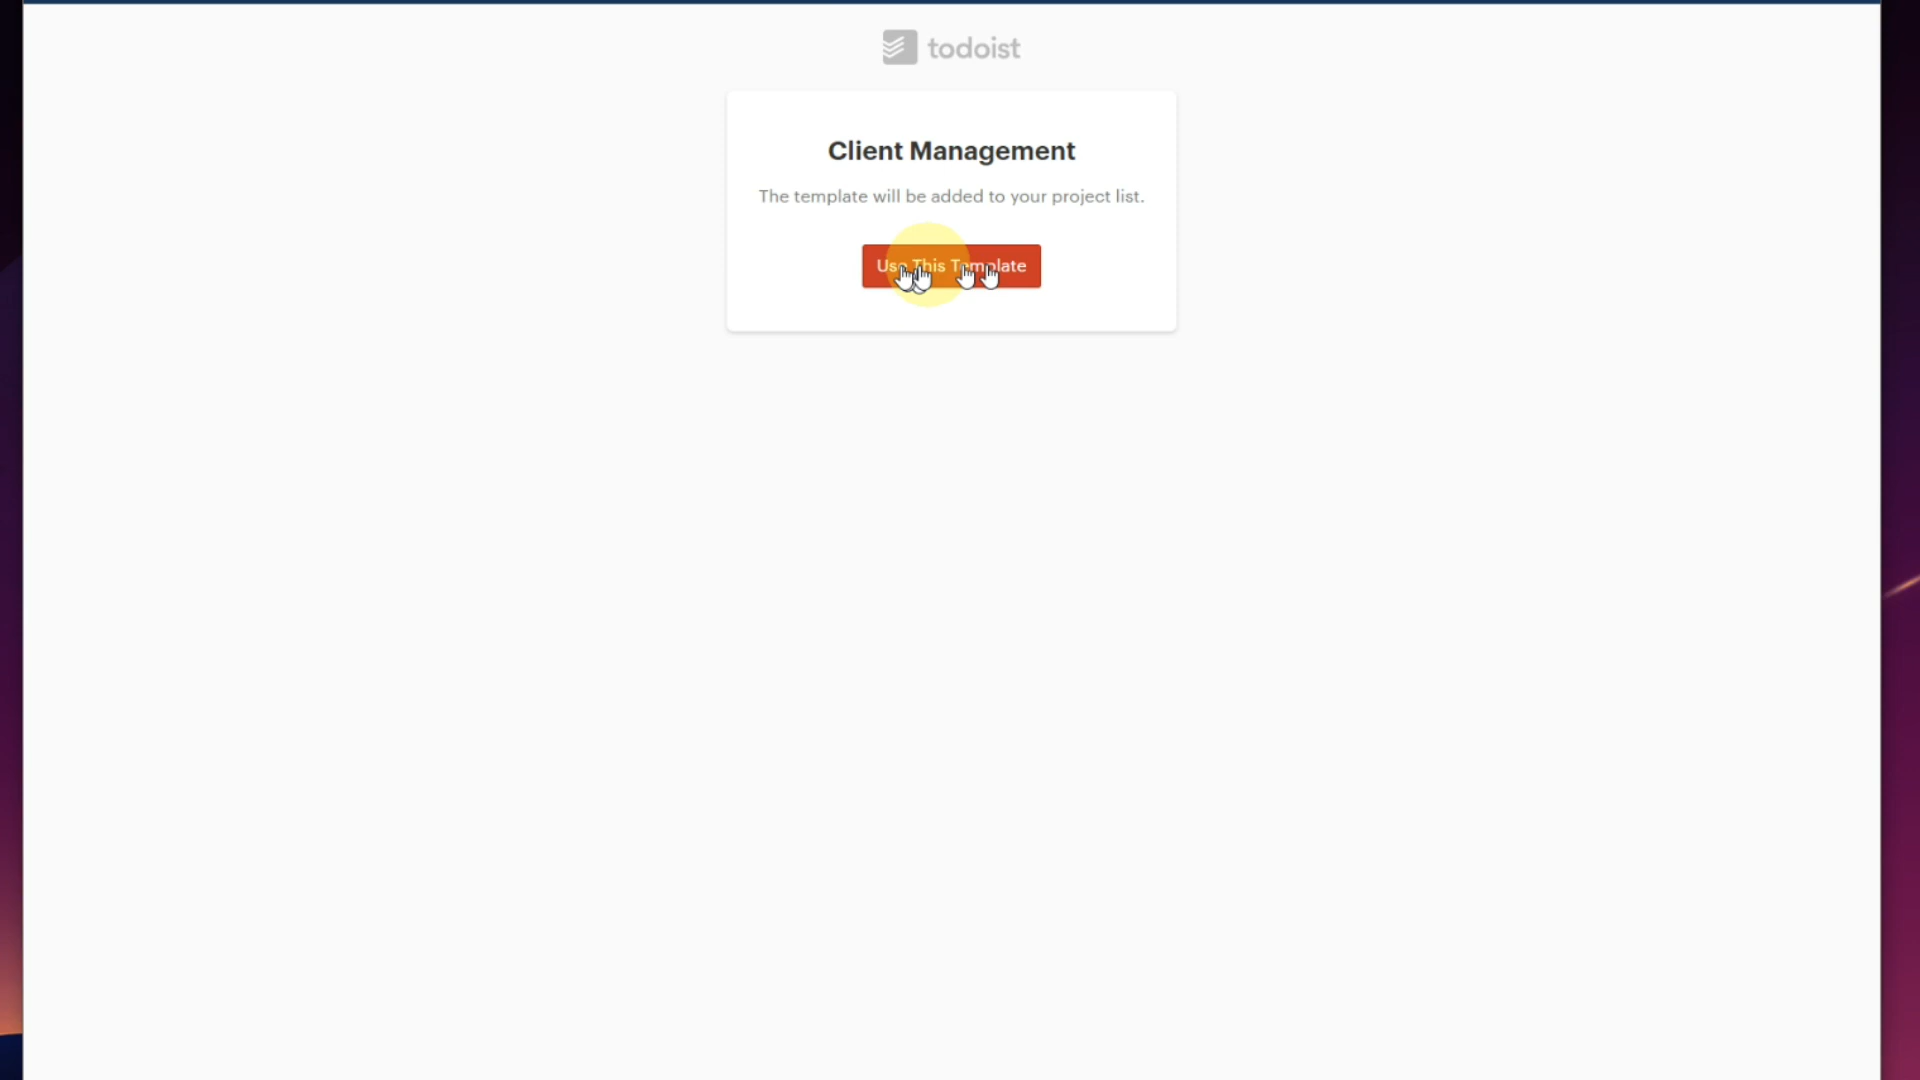 todoist
Client Management
The template will be added to your project list.
Use This Template